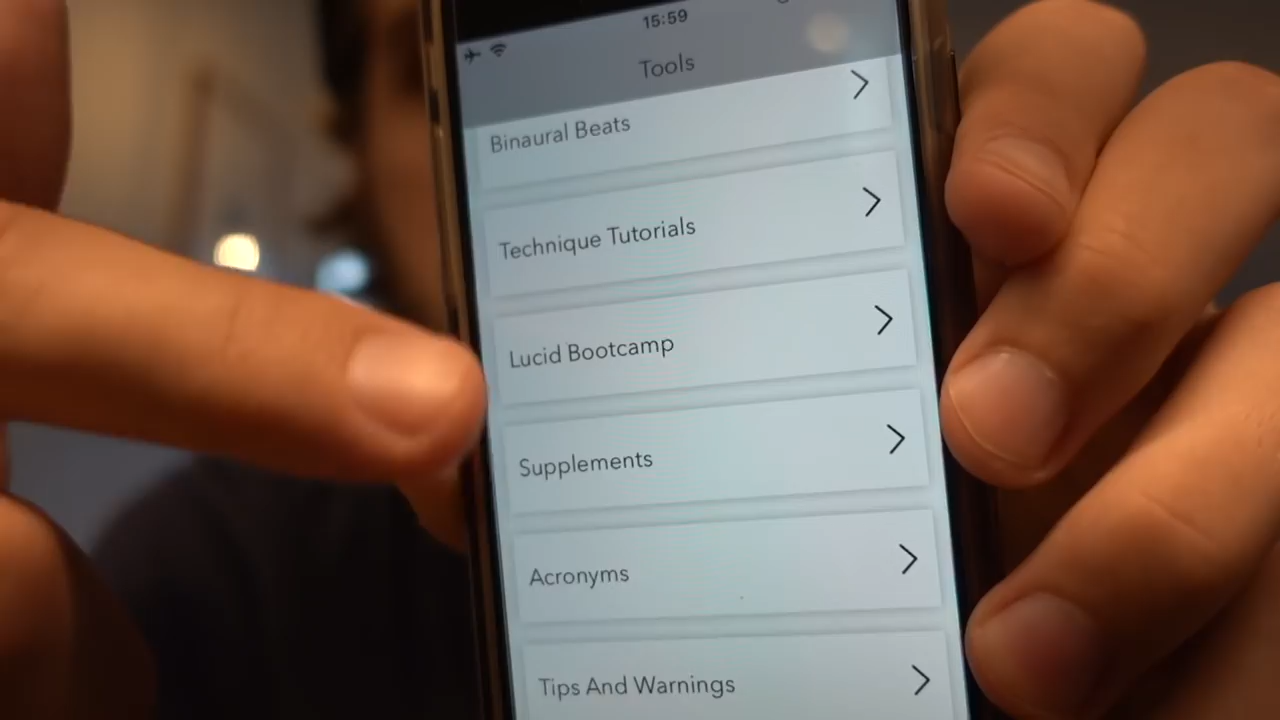 15:59
Tools
Binaural Beats
Technique Tutorials
Lucid Bootcamp
Supplements
Acronyms
Tips And Warnings